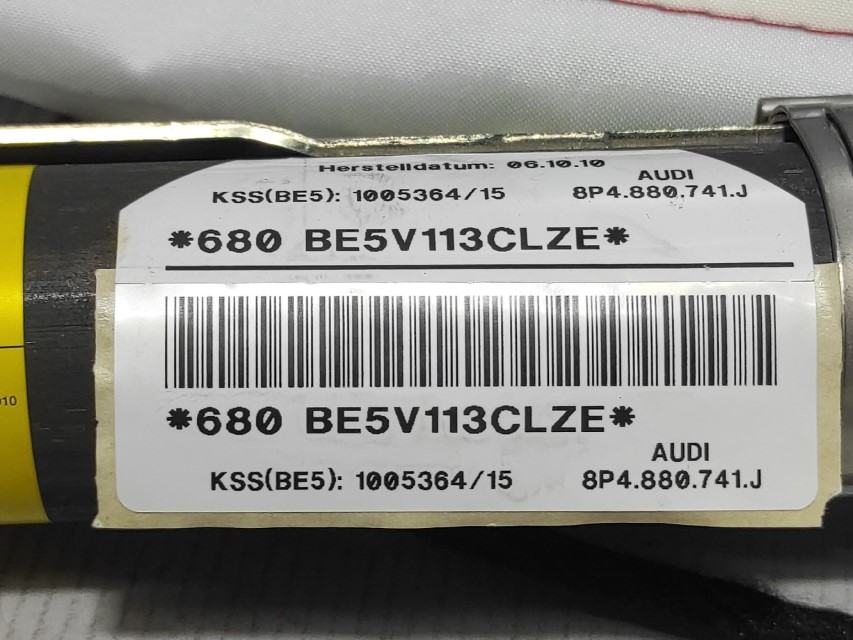 Herstelldatum: 06.10.10
AUDI
KSS(BE5): 1005364/15 8P4.880.741.J
*680 BE5V113CLZE*
*680 BE5V113CLZE*
AUDI
KSS(BE5): 1005364/15 8P4.880.741.J